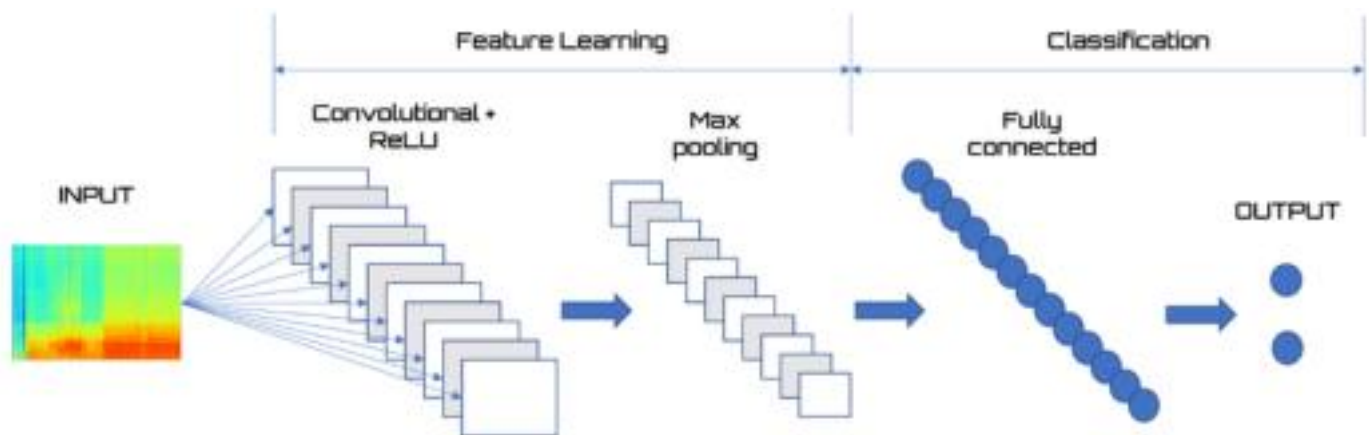 Feature Learning
Classification
Convolutional +
ReLU
Max
pooling
Fully
connected
INPUT
OUTPUT